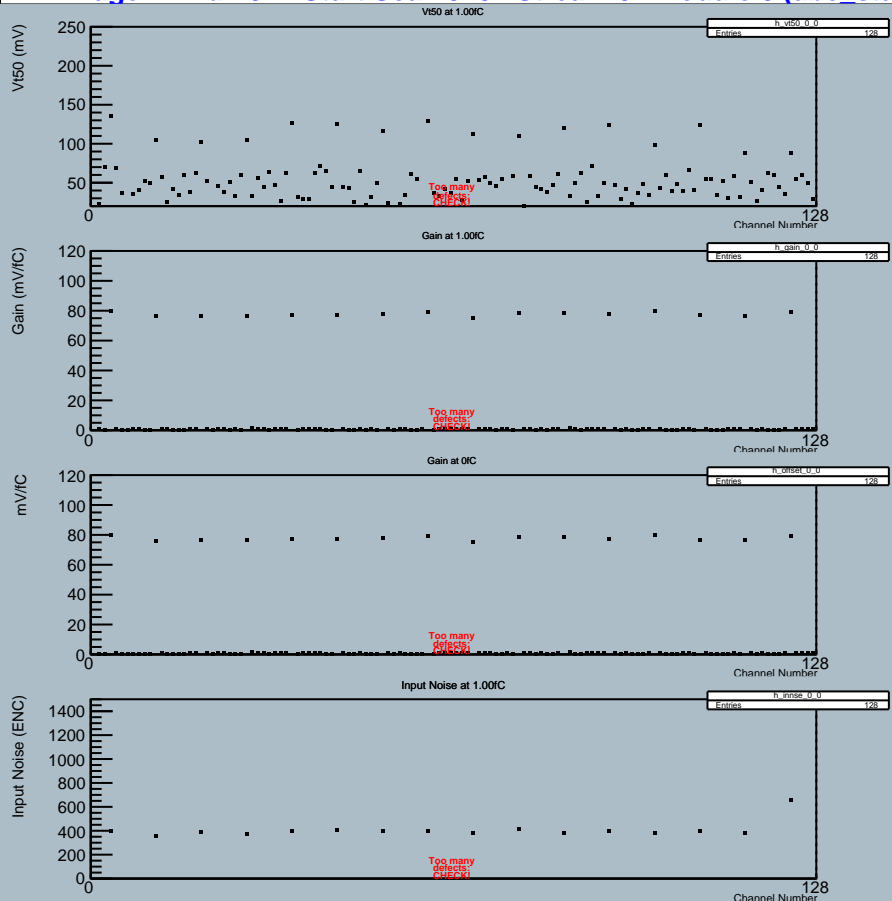 Vt50 at 1.00fC
h_vt50_0_0
Entries 128
Vt50 (mV)
250
200
150
100
50
Too many
defects:
CHECK!
0
128
Channel Number
Gain at 1.00fC
h_gain_0_0
Entries 128
Gain (mV/fC)
120
100
80
60
40
20
0
Too many
defects:
CHECK!
0
128
Channel Number
Gain at 0fC
h_offset_0_0
Entries 128
mV/fC
120
100
80
60
40
20
0
Too many
defects:
CHECK!
0
128
Channel Number
Input Noise at 1.00fC
h_innse_0_0
Entries 128
Input Noise (ENC)
1400
1200
1000
800
600
400
200
0
Too many
defects:
CHECK!
0
128
Channel Number